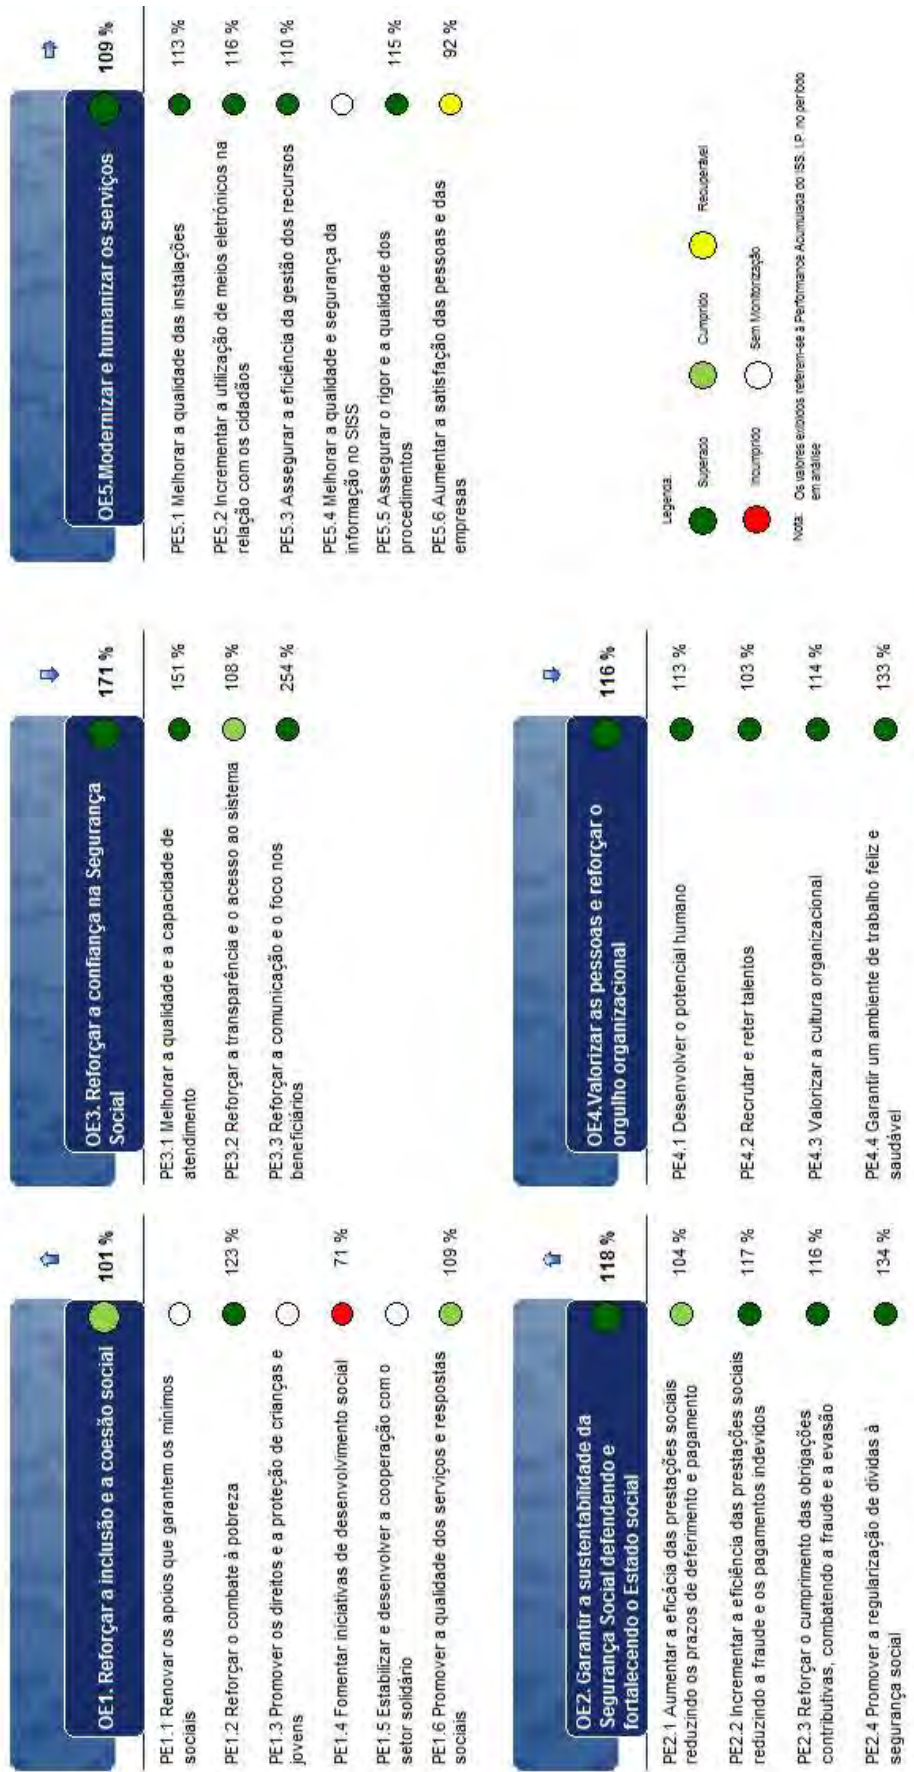 OE1. Reforçar a inclusão e a coesão social
101 %
PE1.1 Renovar os apoios que garantem os mínimos
sociais
PE1.2 Reforçar o combate à pobreza
123 %
PE1.3 Promover os direitos e a proteção de crianças e
jovens
PE1.4 Fomentar iniciativas de desenvolvimento social
71 %
PE1.5 Estabilizar e desenvolver a cooperação com o
setor solidário
PE1.6 Promover a qualidade dos serviços e respostas
sociais
109 %
OE3. Reforçar a confiança na Segurança
Social
171 %
PE3.1 Melhorar a qualidade e a capacidade de
atendimento
151 %
PE3.2 Reforçar a transparência e o acesso ao sistema
108 %
PE3.3 Reforçar a comunicação e o foco nos
beneficiários
254 %
OE5.Modernizar e humanizar os serviços
109 %
PE5.1 Melhorar a qualidade das instalações
113 %
PE5.2 Incrementar a utilização de meios eletrónicos na
relação com os cidadãos
116 %
PE5.3 Assegurar a eficiência da gestão dos recursos
110 %
PE5.4 Melhorar a qualidade e segurança da
informação no SISS
PE5.5 Assegurar o rigor e a qualidade dos
procedimentos
115 %
PE5.6 Aumentar a satisfação das pessoas e das
empresas
92 %
OE2. Garantir a sustentabilidade da
Segurança Social defendendo e
fortalecendo o Estado social
118 %
PE2.1 Aumentar a eficácia das prestações sociais
reduzindo os prazos de deferimento e pagamento
104 %
PE2.2 Incrementar a eficiência das prestações sociais
reduzindo a fraude e os pagamentos indevidos
117 %
PE2.3 Reforçar o cumprimento das obrigações
contributivas, combatendo a fraude e a evasão
116 %
PE2.4 Promover a regularização de dívidas à
segurança social
134 %
OE4.Valorizar as pessoas e reforçar o
orgulho organizacional
116 %
PE4.1 Desenvolver o potencial humano
113 %
PE4.2 Recrutar e reter talentos
103 %
PE4.3 Valorizar a cultura organizacional
114 %
PE4.4 Garantir um ambiente de trabalho feliz e
saudável
133 %
Legenda:
Superado
Cumprido
Recuperável
Incumprido
Sem Monitorização
Nota: Os valores exibidos referem-se à Performance Acumulada do ISS, I.P. no período
em análise